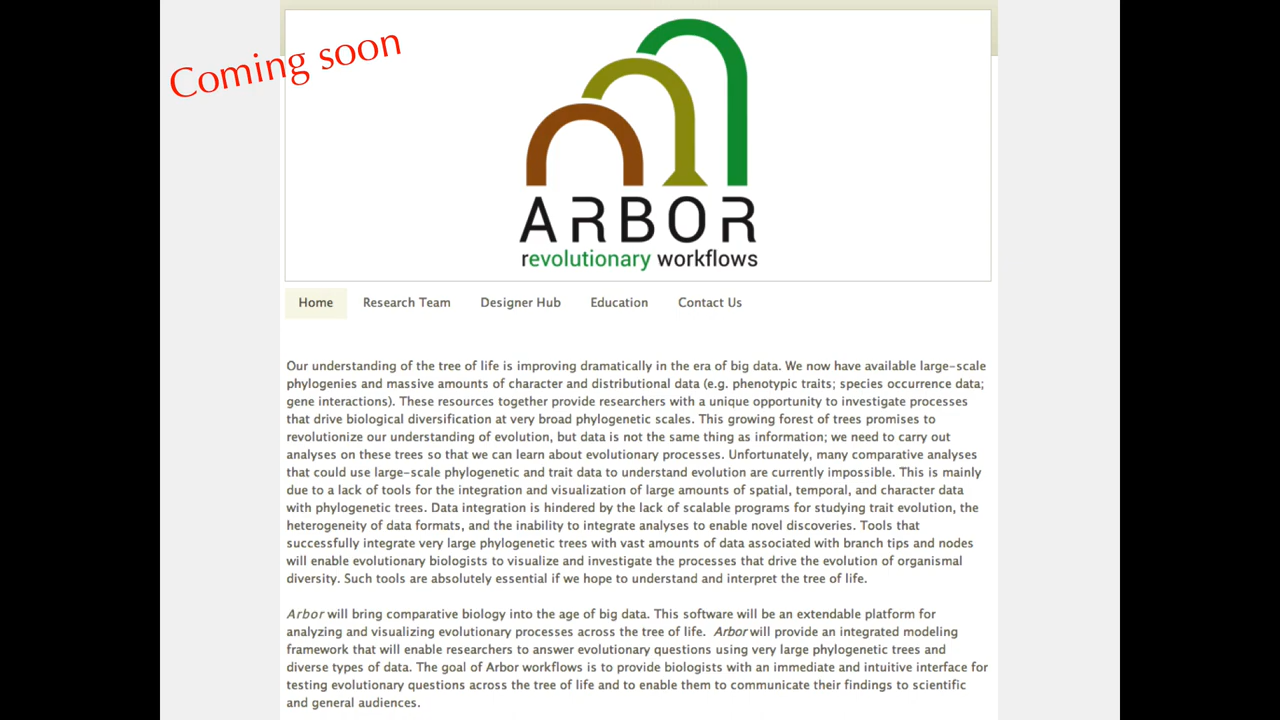 Coming soon
ARBOR
revolutionary workflows
Home Research Team Designer Hub Education Contact Us
Our understanding of the tree of life is improving dramatically in the era of big data. We now have available large-scale
phylogenies and massive amounts of character and distributional data (e.g. phenotypic traits; species occurrence data;
gene interactions). These resources together provide researchers with a unique opportunity to investigate processes
that drive biological diversification at very broad phylogenetic scales. This growing forest of trees promises to
revolutionize our understanding of evolution, but data is not the same thing as information; we need to carry out
analyses on these trees so that we can learn about evolutionary processes. Unfortunately, many comparative analyses
that could use large-scale phylogenetic and trait data to understand evolution are currently impossible. This is mainly
due to a lack of tools for the integration and visualization of large amounts of spatial, temporal, and character data
with phylogenetic trees. Data integration is hindered by the lack of scalable programs for studying trait evolution, the
heterogeneity of data formats, and the inability to integrate analyses to enable novel discoveries. Tools that
successfully integrate very large phylogenetic trees with vast amounts of data associated with branch tips and nodes
will enable evolutionary biologists to visualize and investigate the processes that drive the evolution of organismal
diversity. Such tools are absolutely essential if we hope to understand and interpret the tree of life.
Arbor will bring comparative biology into the age of big data. This software will be an extendable platform for
analyzing and visualizing evolutionary processes across the tree of life. Arbor will provide an integrated modeling
framework that will enable researchers to answer evolutionary questions using very large phylogenetic trees and
diverse types of data. The goal of Arbor workflows is to provide biologists with an immediate and intuitive interface for
testing evolutionary questions across the tree of life and to enable them to communicate their findings to scientific
and general audiences.